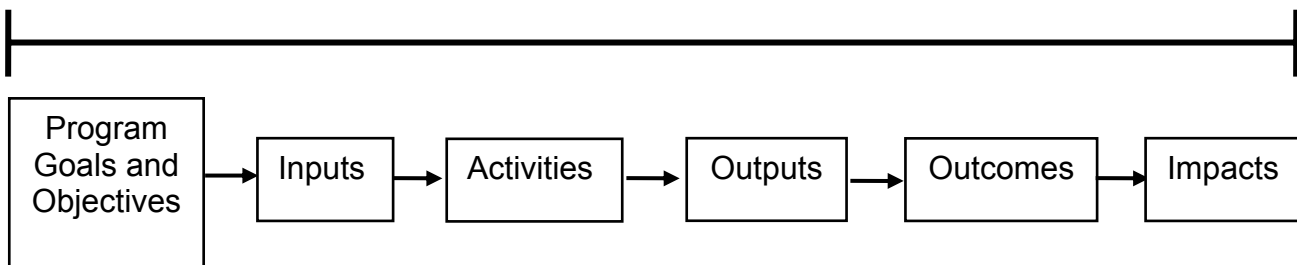 Program
Goals and
Objectives
Inputs
Activities
Outputs
Outcomes
Impacts